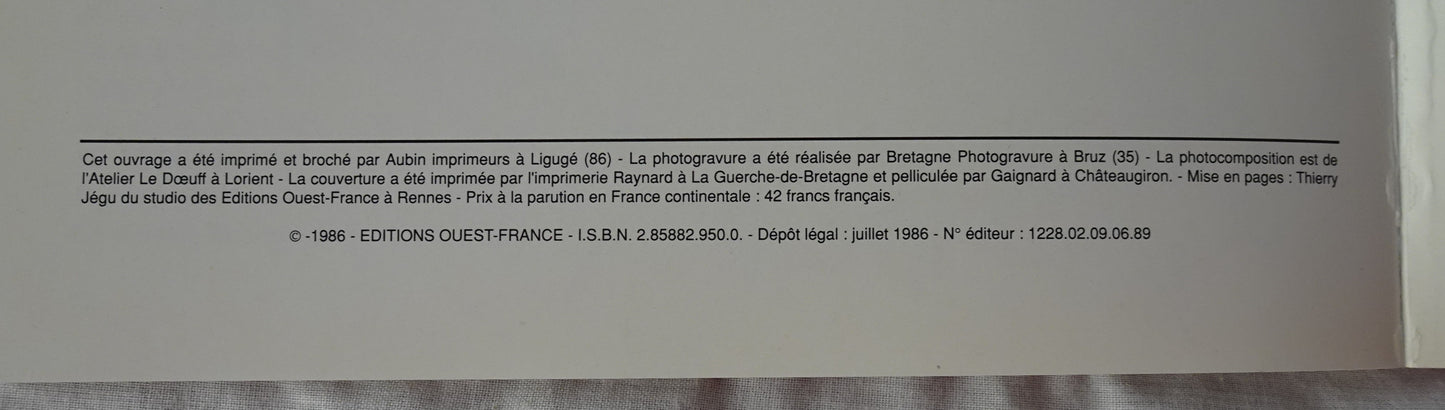 Cet ouvrage a été imprimé et broché par Aubin imprimeurs à Ligugé (86) - La photogravure a été réalisée par Bretagne Photogravure à Bruz (35) - La photocomposition est de
l'Atelier Le Dœuff à Lorient - La couverture a été imprimée par l'imprimerie Raynard à La Guerche-de-Bretagne et pelliculée par Gaignard à Châteaugiron. - Mise en pages : Thierry
Jégu du studio des Editions Ouest-France à Rennes - Prix à la parution en France continentale : 42 francs français.
© -1986 - EDITIONS OUEST-FRANCE - I.S.B.N. 2.85882.950.0. - Dépôt légal : juillet 1986 - N° éditeur : 1228.02.09.06.89